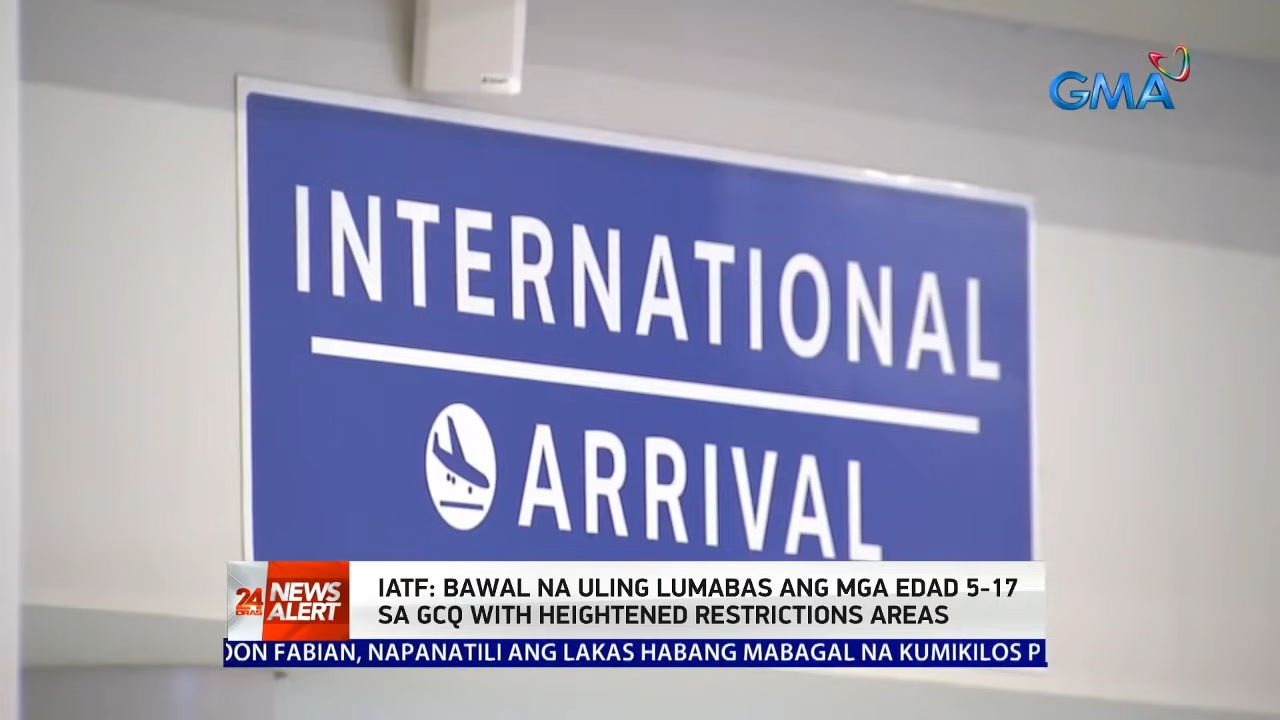 GMA
INTERNATIONAL
ARRIVAL
24
ORAS
NEWS
ALERT
IATF: BAWAL NA ULING LUMABAS ANG MGA EDAD 5-17
SA GCQ WITH HEIGHTENED RESTRICTIONS AREAS
FABIAN, NAPANATILI ANG LAKAS HABANG MABAGAL NA KUMIKILOS